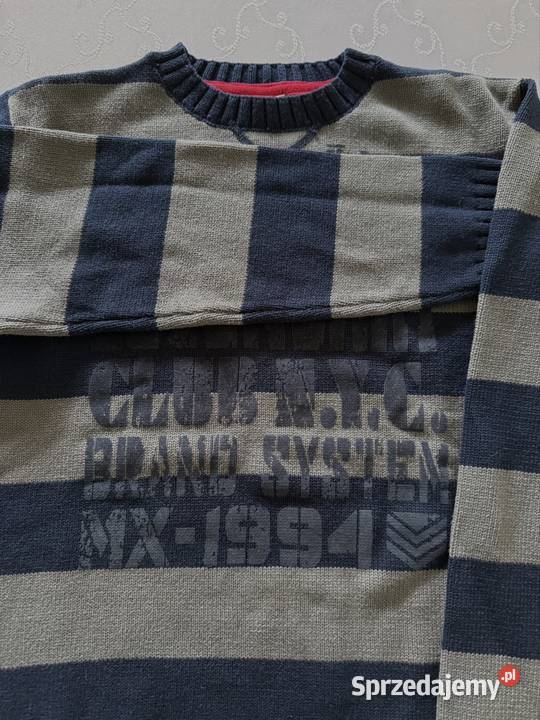 CLUB N.Y.C.
BRAND SYSTEM
MX-1994
Sprzedajemy.pl